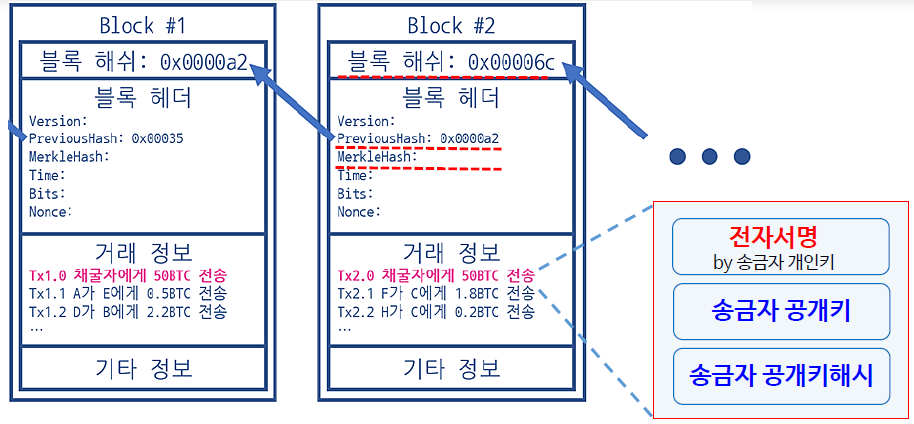 Block #1
블록 해쉬: 0x0000a2
블록 헤더
Version:
PreviousHash: 0x00035
MerkleHash:
Time:
Bits:
Nonce:
거래 정보
Tx1.0 채굴자에게 50BTC 전송
Tx1.1 A가 E에게 0.5BTC 전송
Tx1.2 D가 B에게 2.2BTC 전송
…
기타 정보
Block #2
블록 해쉬: 0x00006c
블록 헤더
Version:
PreviousHash: 0x0000a2
MerkleHash:
Time:
Bits:
Nonce:
거래 정보
Tx2.0 채굴자에게 50BTC 전송
Tx2.1 F가 C에게 1.8BTC 전송
Tx2.2 H가 C에게 0.2BTC 전송
…
기타 정보
전자서명
by 송금자 개인키
송금자 공개키
송금자 공개키해시